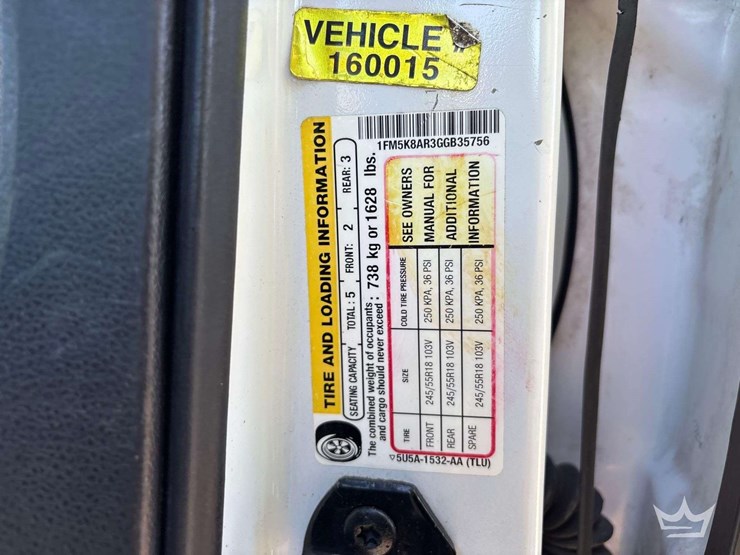 VEHICLE #
160015
1FM5K8AR3GGB35756
TIRE AND LOADING INFORMATION
SEATING CAPACITY TOTAL: 5 FRONT: 2 REAR: 3
The combined weight of occupants
and cargo should never exceed : 738 kg or 1628 lbs.
TIRE SIZE COLD TIRE PRESSURE
FRONT 245/55R18 103V 250 KPA, 36 PSI
REAR 245/55R18 103V 250 KPA, 36 PSI
SPARE 245/55R18 103V 250 KPA, 36 PSI
SEE OWNERS
MANUAL FOR
ADDITIONAL
INFORMATION
5U5A-1532-AA (TLU)